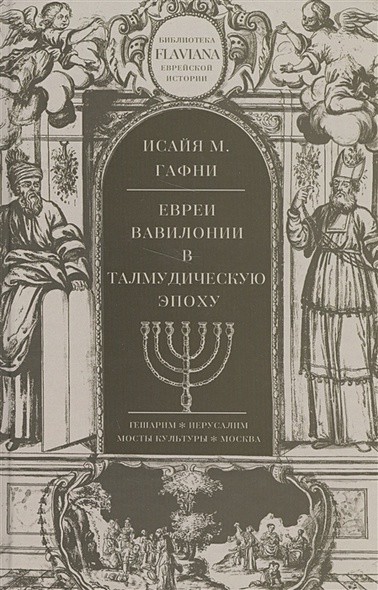 БИБЛИОТЕКА
FLAVIANA
ЕВРЕЙСКОЙ
ИСТОРИИ
ИСАЙЯ М.
ГАФНИ
ЕВРЕИ
ВАВИЛОНИИ
В
ТАЛМУДИЧЕСКУЮ
ЭПОХУ
ГЕШАРИМ * ИЕРУСАЛИМ
МОСТЫ КУЛЬТУРЫ * МОСКВА